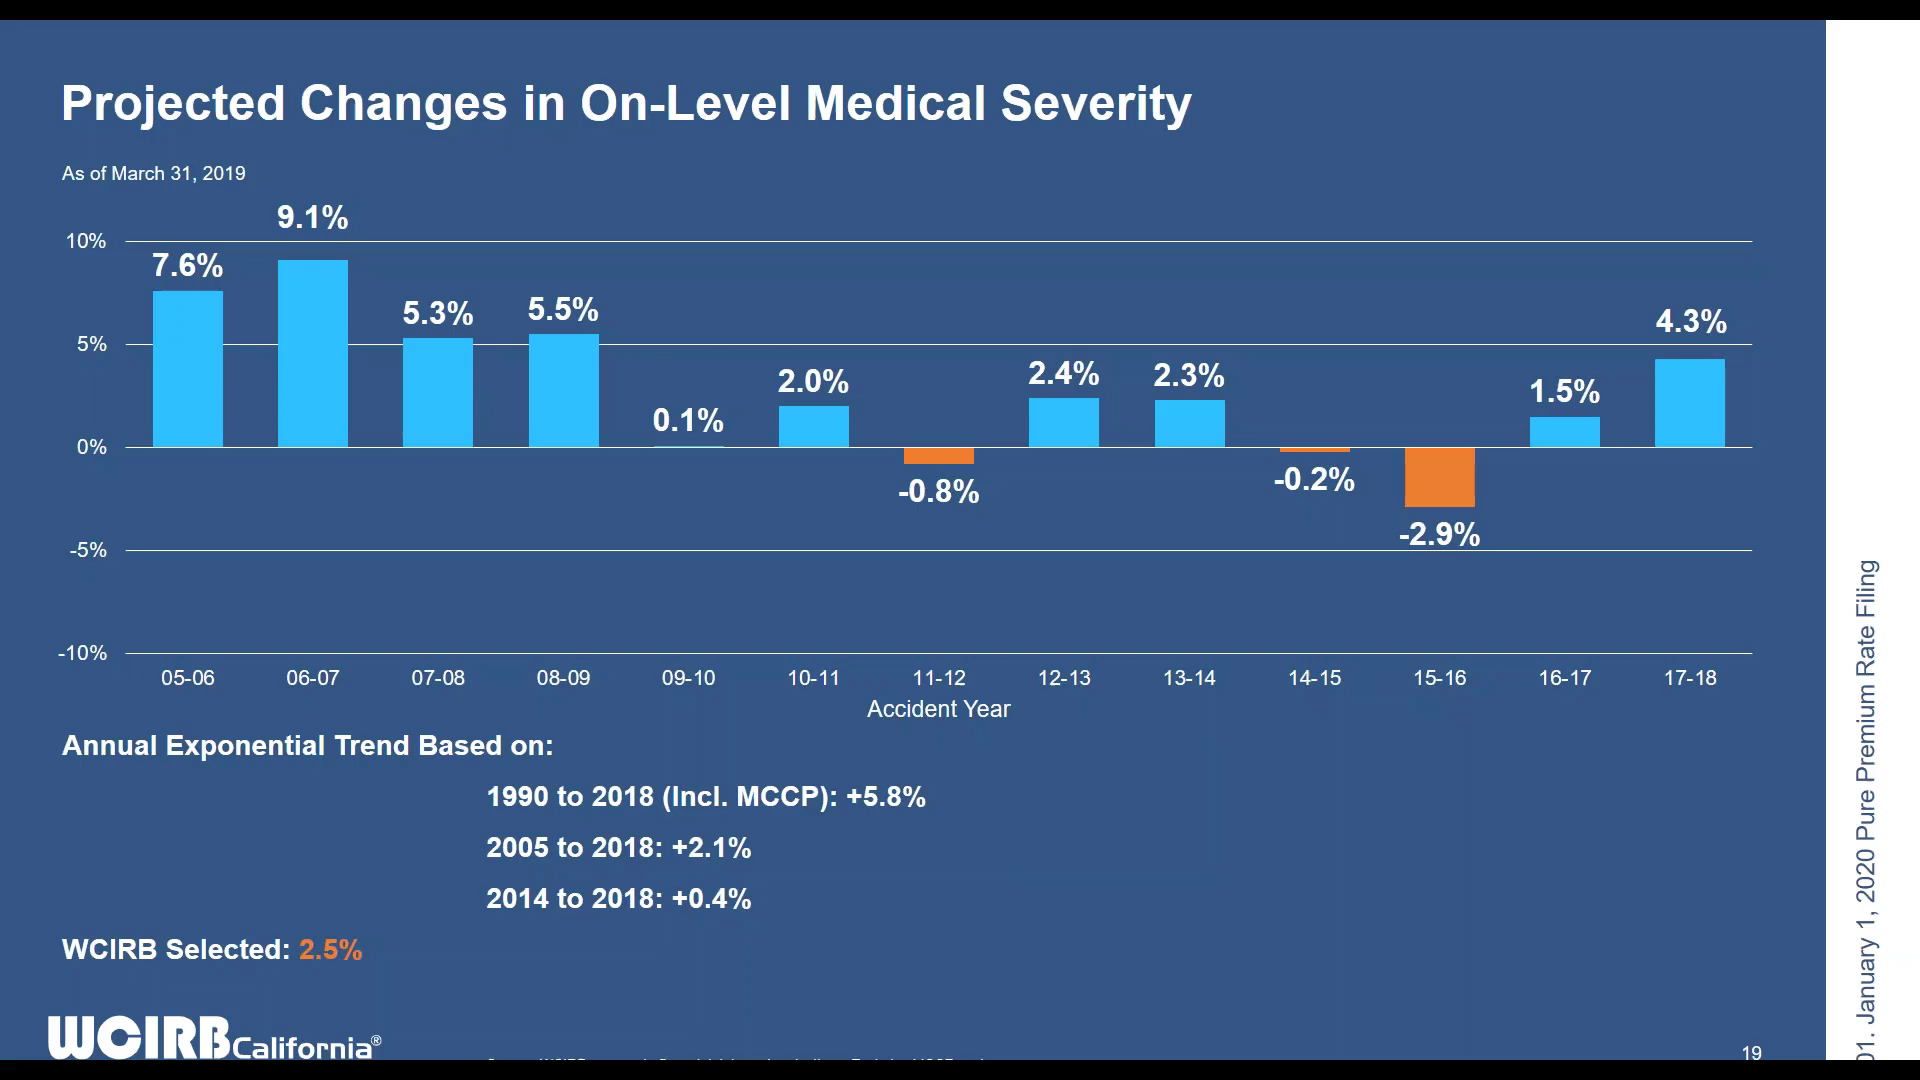 Projected Changes in On-Level Medical Severity
As of March 31, 2019
10%
5%
0%
-5%
-10%
7.6%
9.1%
5.3%
5.5%
0.1%
2.0%
-0.8%
2.4%
2.3%
-0.2%
-2.9%
1.5%
4.3%
05-06 06-07 07-08 08-09 09-10 10-11 11-12 12-13 13-14 14-15 15-16 16-17 17-18
Accident Year
Annual Exponential Trend Based on:
1990 to 2018 (Incl. MCCP): +5.8%
2005 to 2018: +2.1%
2014 to 2018: +0.4%
WCIRB Selected: 2.5%
WCIRB California®
19
01. January 1, 2020 Pure Premium Rate Filing